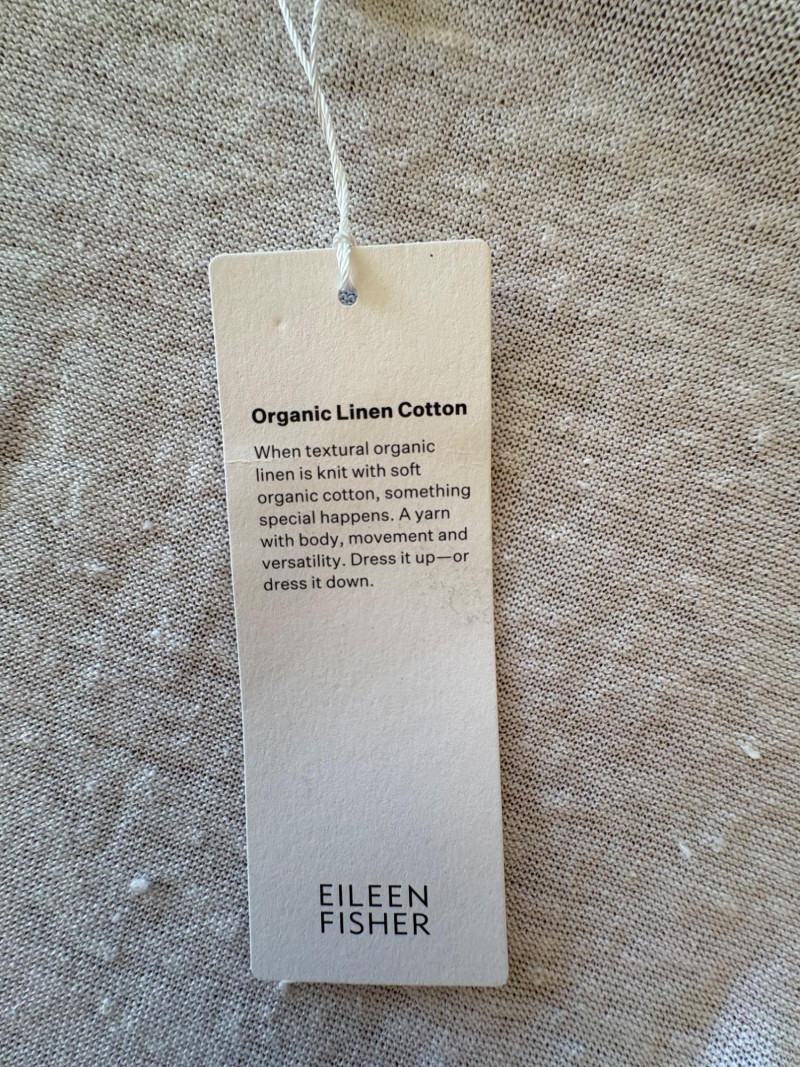 Organic Linen Cotton
When textural organic
linen is knit with soft
organic cotton, something
special happens. A yarn
with body, movement and
versatility. Dress it up—or
dress it down.
EILEEN
FISHER